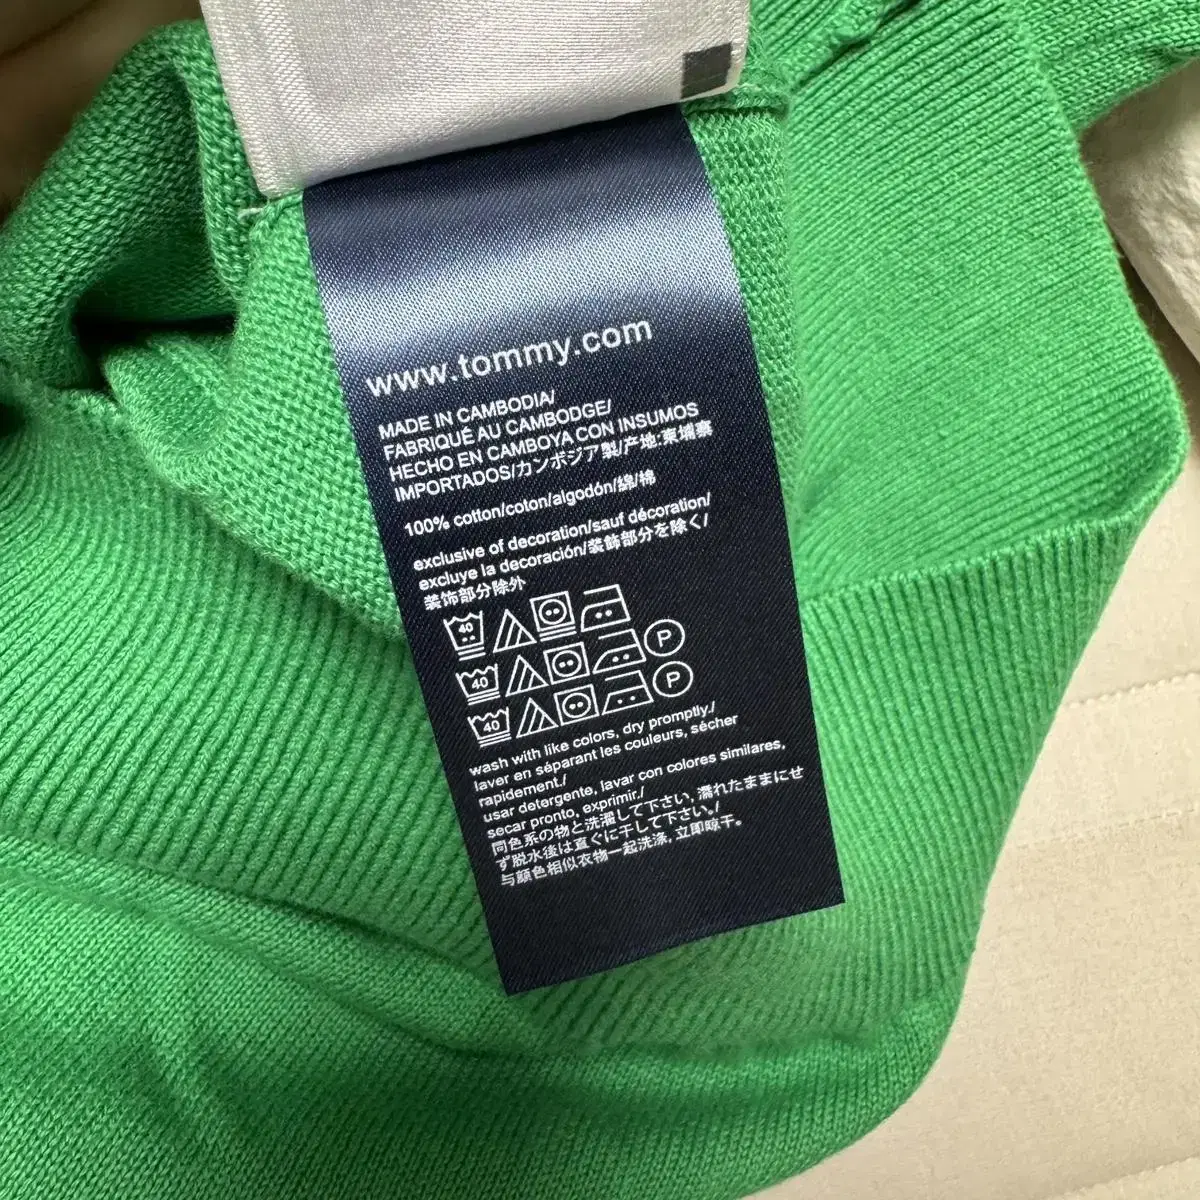 www.tommy.com
MADE IN CAMBODIA/
FABRIQUÉ AU CAMBODGE/
HECHO EN CAMBOYA CON INSUMOS
IMPORTADOS/カンボジア製/产地:柬埔寨
100% cotton/coton/algodón/綿/棉
exclusive of decoration/sauf décoration/
excluye la decoración/装飾部分を除く/
装饰部分除外
40
40 P
40 P
wash with like colors, dry promptly./
laver en séparant les couleurs, sécher
rapidement./
usar detergente, lavar con colores similares,
secar pronto, exprimir./
同色系の物と洗濯して下さい, 濡れたままにせ
ず脱水後は直ぐに干して下さい。/
与颜色相似衣物一起洗涤, 立即晾干。